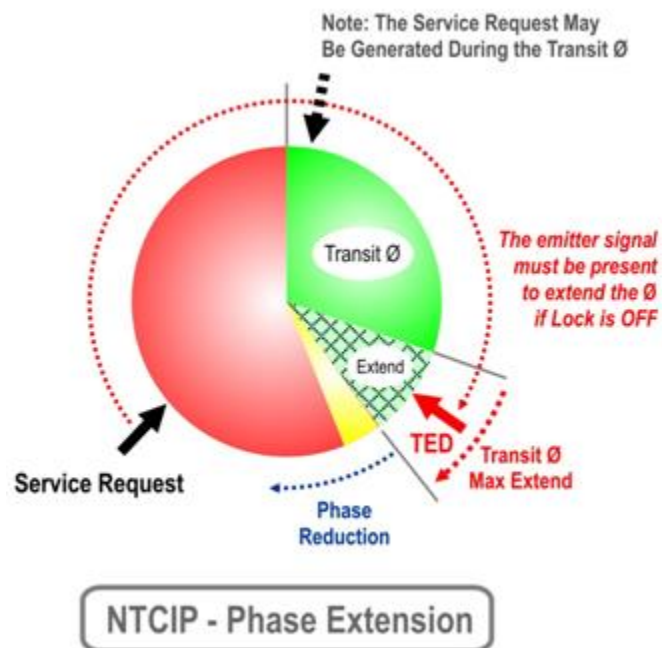 Note: The Service Request May
Be Generated During the Transit Ø
Transit Ø
The emitter signal
must be present
to extend the Ø
if Lock is OFF
Extend
TED
Transit Ø
Max Extend
Service Request
Phase
Reduction
NTCIP - Phase Extension